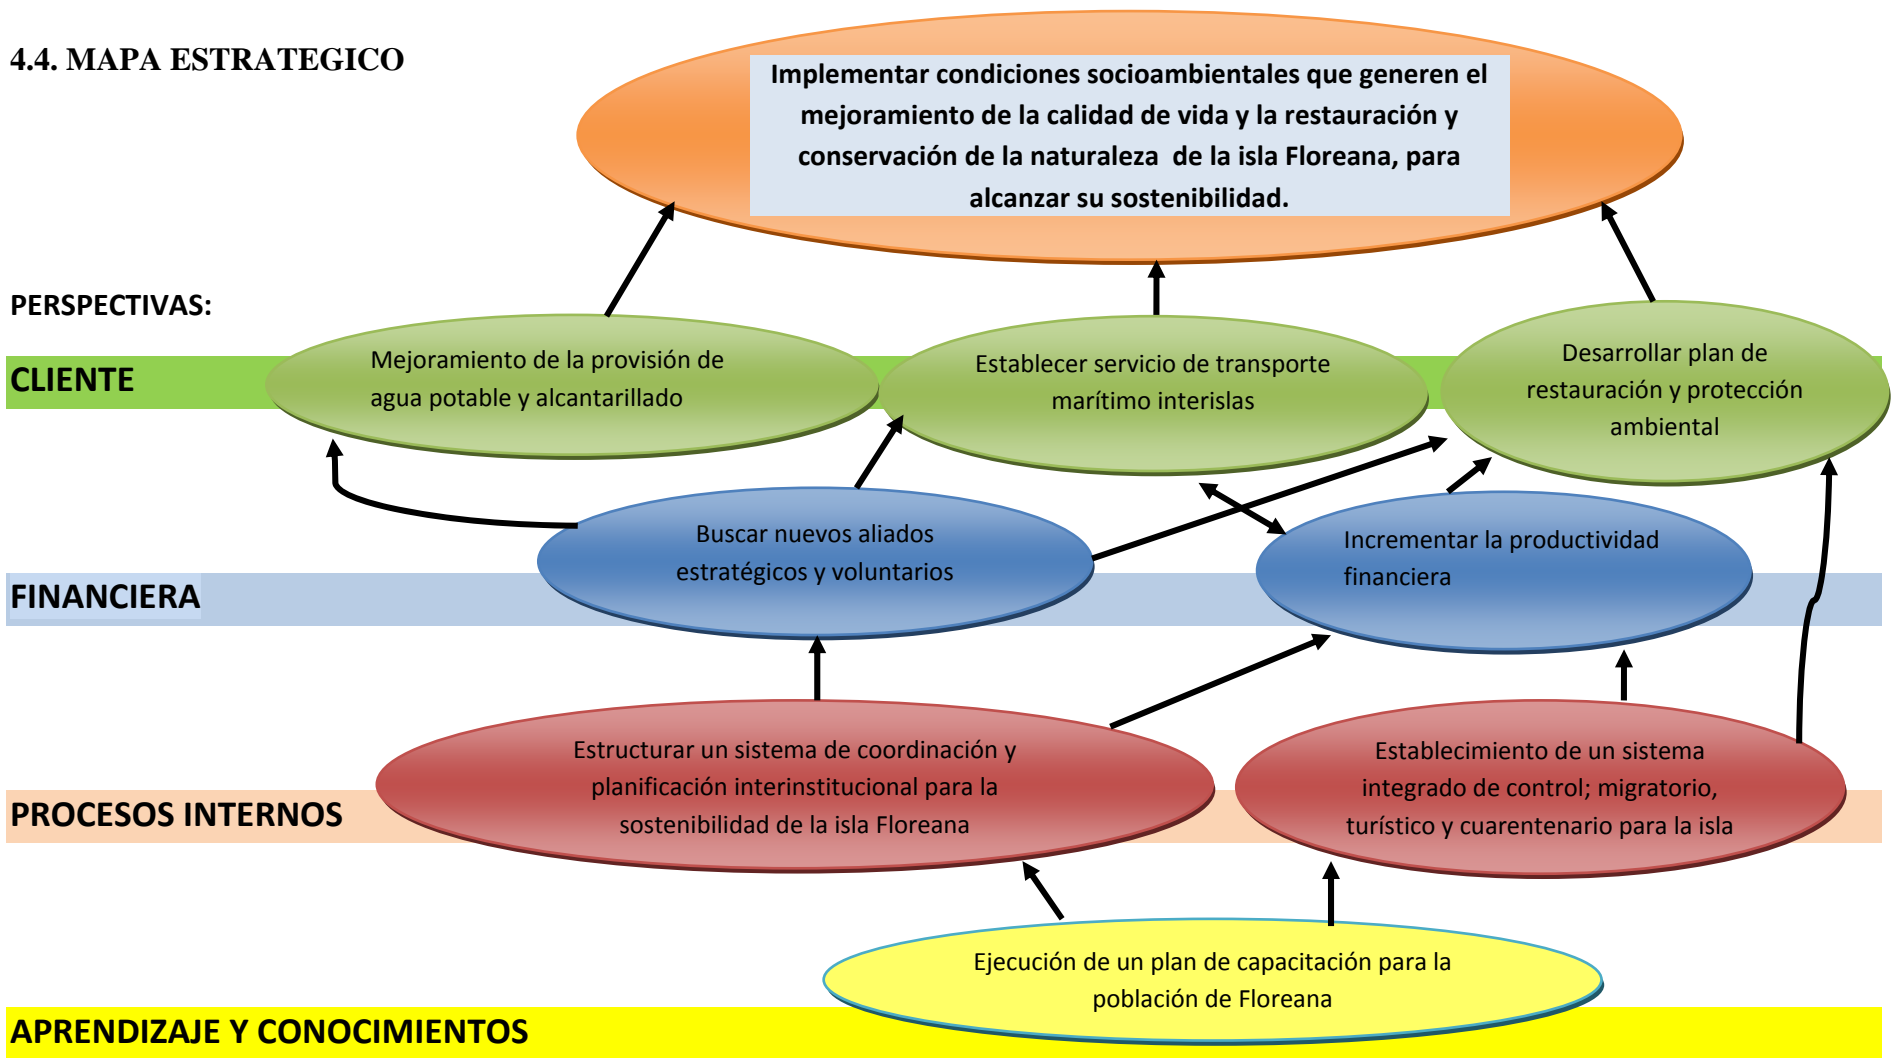 4.4. MAPA ESTRATEGICO
Implementar condiciones socioambientales que generen el
mejoramiento de la calidad de vida y la restauración y
conservación de la naturaleza de la isla Floreana, para
alcanzar su sostenibilidad.
PERSPECTIVAS:
CLIENTE
Mejoramiento de la provisión de
agua potable y alcantarillado
Establecer servicio de transporte
marítimo interislas
Desarrollar plan de
restauración y protección
ambiental
FINANCIERA
Buscar nuevos aliados
estratégicos y voluntarios
Incrementar la productividad
financiera
PROCESOS INTERNOS
Estructurar un sistema de coordinación y
planificación interinstitucional para la
sostenibilidad de la isla Floreana
Establecimiento de un sistema
integrado de control; migratorio,
turístico y cuarentenario para la isla
APRENDIZAJE Y CONOCIMIENTOS
Ejecución de un plan de capacitación para la
población de Floreana